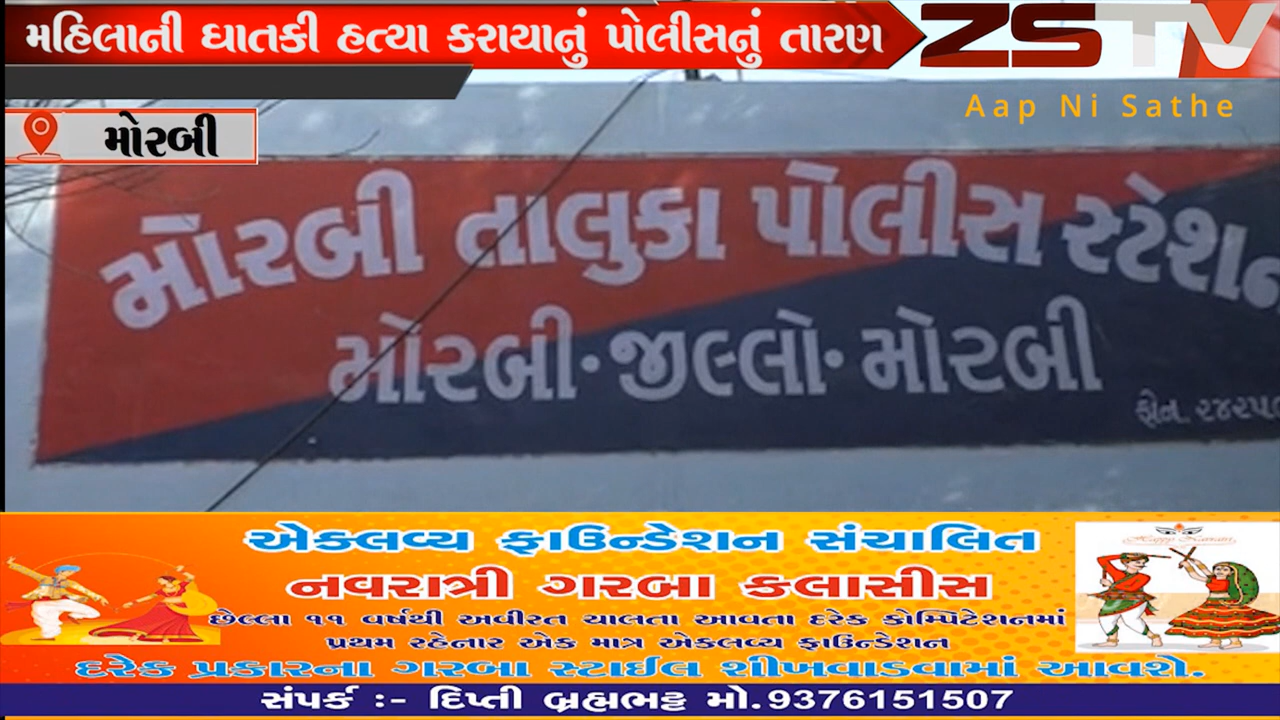 મહિલાની ઘાતકી હત્યા કરાયાનું પોલીસનું તારણ
ZSTV
Aap Ni Sathe
મોરબી
મોરબી તાલુકા પોલીસ સ્ટેશન
મોરબી·જીલ્લો·મોરબી
ફોન. ૨૪૨૫
એકલવ્ય ફાઉન્ડેશન સંચાલિત
નવરાત્રી ગરબા કલાસીસ
છેલ્લા ૧૧ વર્ષથી અવીરત ચાલતા આવતા દરેક કોમ્પિટેશનમાં
પ્રથમ રહેનાર એક માત્ર એકલવ્ય ફાઉન્ડેશન
દરેક પ્રકારના ગરબા સ્ટાઈલ શીખવાડવામાં આવશે.
સંપર્ક :- દિપ્તી બ્રહ્મભટ્ટ મો.9376151507